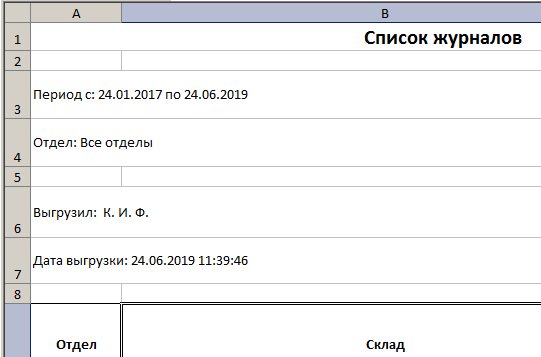 A B
1 Список журналов
2
3 Период с: 24.01.2017 по 24.06.2019
4 Отдел: Все отделы
5
6 Выгрузил: К. И. Ф.
7 Дата выгрузки: 24.06.2019 11:39:46
8
Отдел Склад